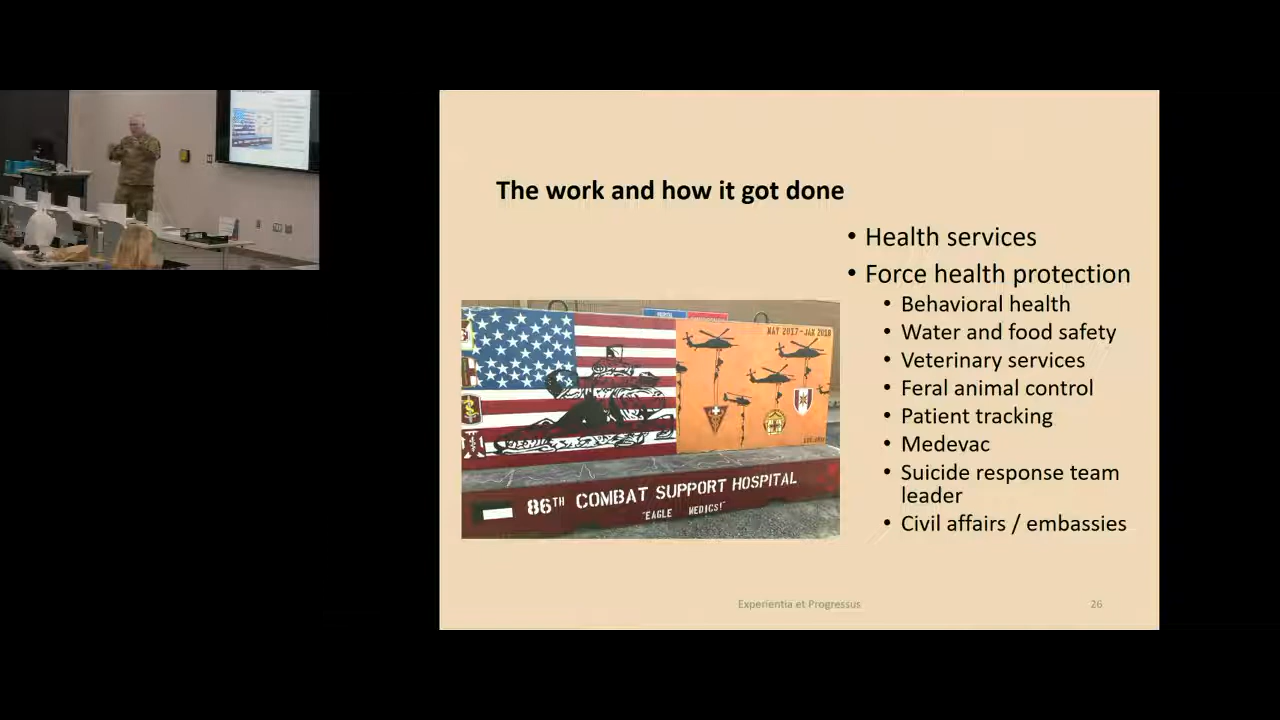 The work and how it got done
• Health services
• Force health protection
• Behavioral health
• Water and food safety
• Veterinary services
• Feral animal control
• Patient tracking
• Medevac
• Suicide response team
leader
• Civil affairs / embassies
MAY 2017-JAN 2018
86TH COMBAT SUPPORT HOSPITAL
"EAGLE MEDICS!"
Experientia et Progressus
26